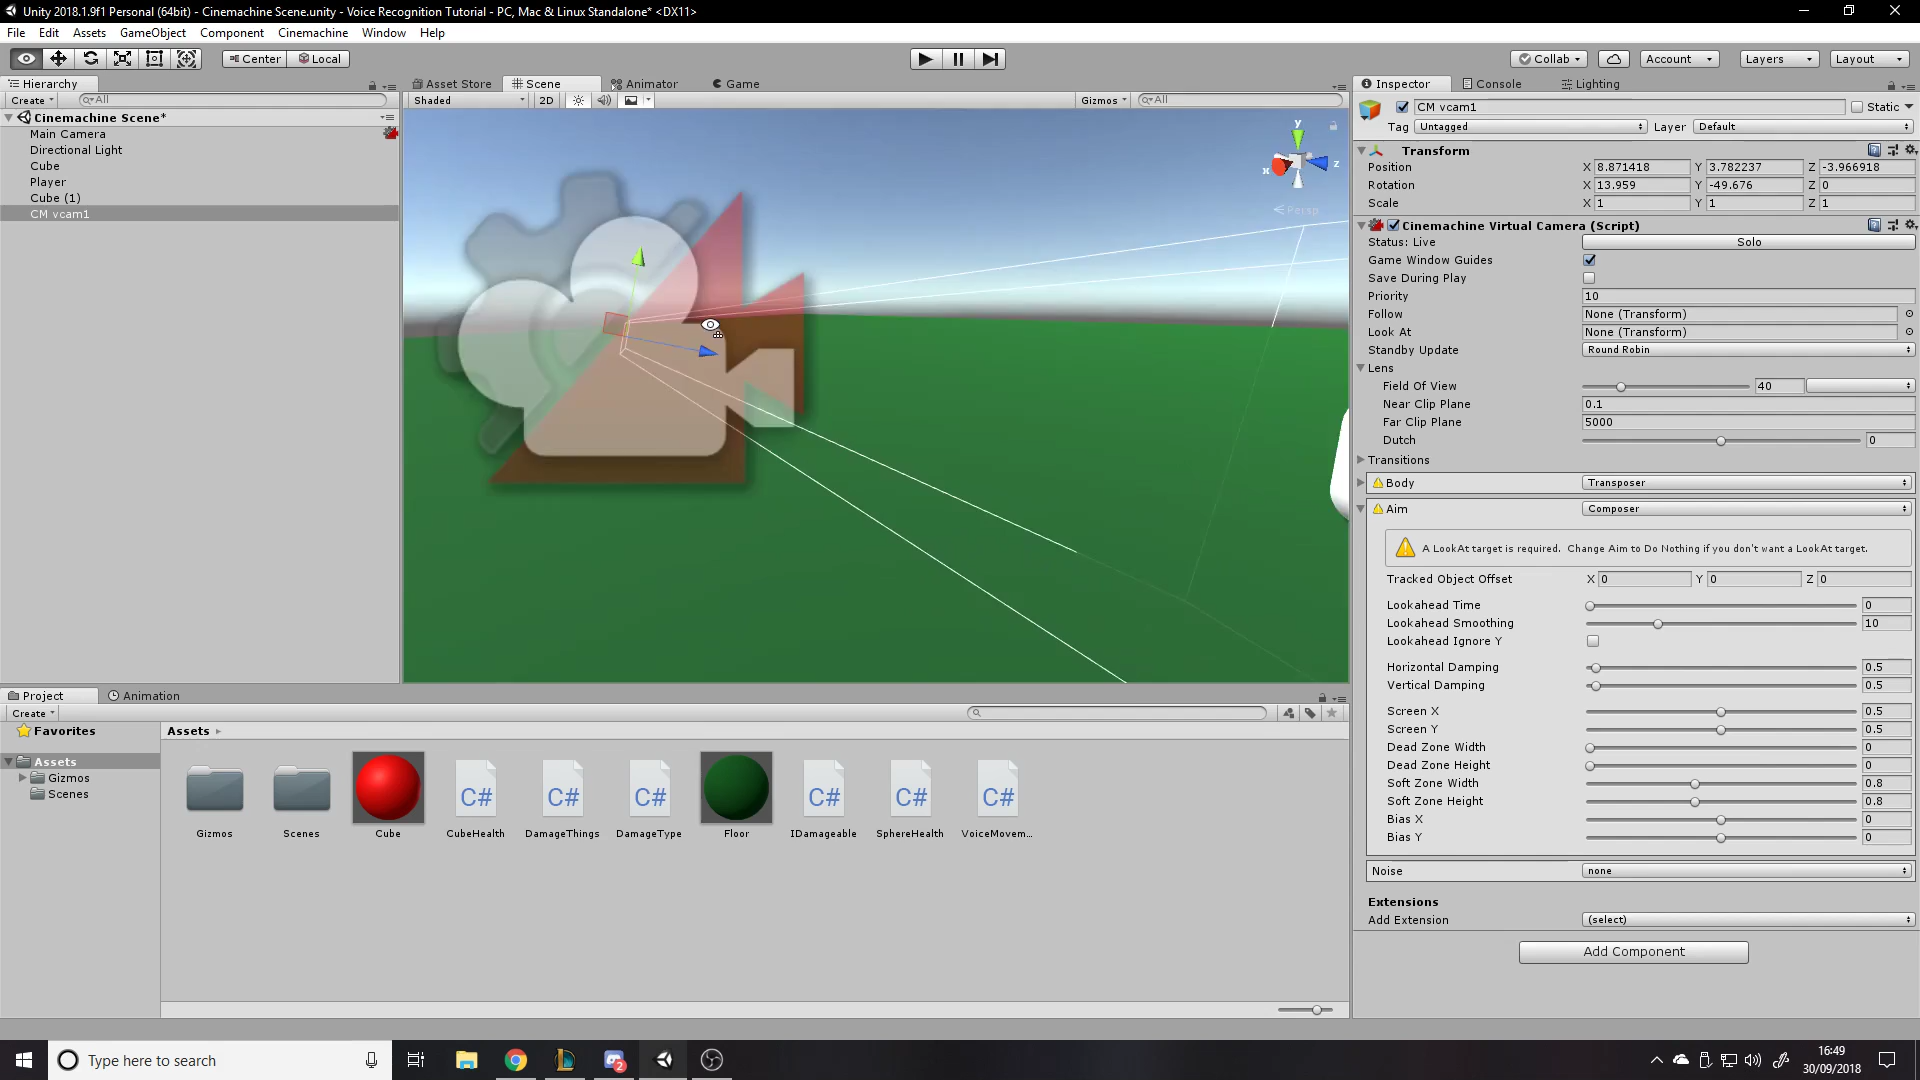 Unity 2018.1.9f1 Personal (64bit) - Cinemachine Scene.unity - Voice Recognition Tutorial - PC, Mac & Linux Standalone* <DX11>
File Edit Assets GameObject Component Cinemachine Window Help
Center Local Collab Account Layers Layout
Hierarchy Asset Store Scene Animator Game Inspector Console Lighting
Create All Shaded 2D Gizmos All
Cinemachine Scene*
Main Camera
Directional Light
Cube
Player
Cube (1)
CM vcam1
y
x
z
Persp
CM vcam1 Static
Tag Untagged Layer Default
Transform
Position X 8.871418 Y 3.782237 Z -3.966918
Rotation X 13.959 Y -49.676 Z 0
Scale X 1 Y 1 Z 1
Cinemachine Virtual Camera (Script)
Status: Live Solo
Game Window Guides
Save During Play
Priority 10
Follow None (Transform)
Look At None (Transform)
Standby Update Round Robin
Lens
Field Of View 40
Near Clip Plane 0.1
Far Clip Plane 5000
Dutch 0
Transitions
Body Transposer
Aim Composer
A LookAt target is required. Change Aim to Do Nothing if you don't want a LookAt target.
Tracked Object Offset X 0 Y 0 Z 0
Lookahead Time 0
Lookahead Smoothing 10
Lookahead Ignore Y
Horizontal Damping 0.5
Vertical Damping 0.5
Screen X 0.5
Screen Y 0.5
Dead Zone Width 0
Dead Zone Height 0
Soft Zone Width 0.8
Soft Zone Height 0.8
Bias X 0
Bias Y 0
Noise none
Extensions
Add Extension (select)
Add Component
Project Animation
Create
Favorites
Assets
Gizmos
Scenes
Assets
C# C# C# C# C# C#
Gizmos Scenes Cube CubeHealth DamageThings DamageType Floor IDamageable SphereHealth VoiceMovem...
Type here to search
2
16:49
30/09/2018